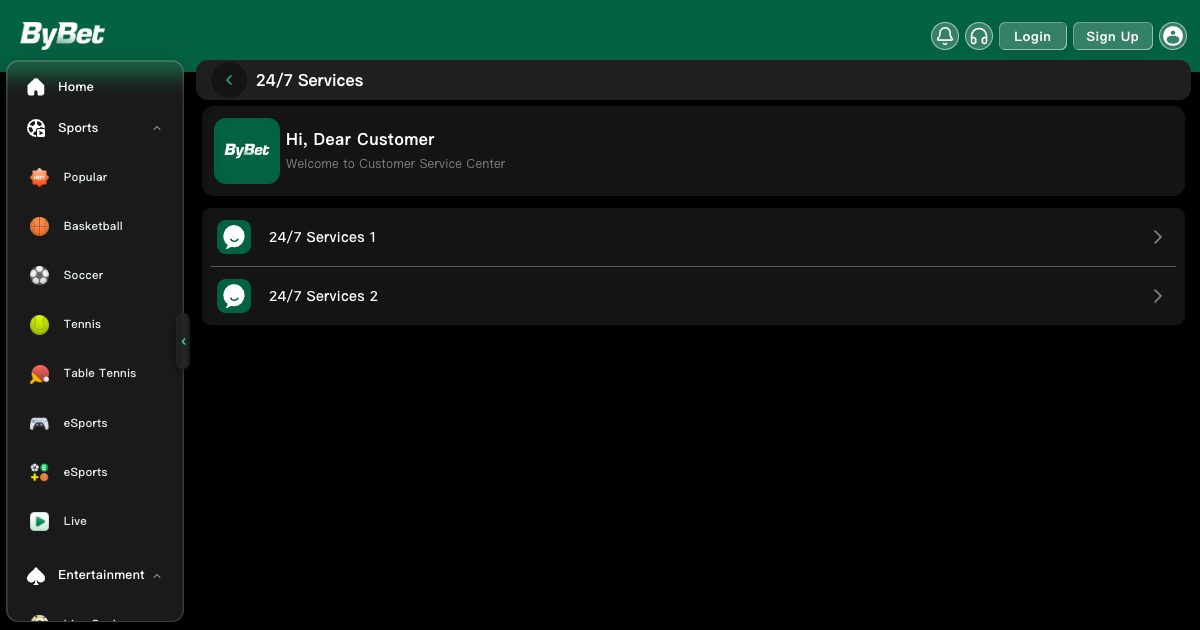 ByBet
Login
Sign Up
Home
Sports
Popular
Basketball
Soccer
Tennis
Table Tennis
eSports
eSports
Live
Entertainment
24/7 Services
ByBet
Hi, Dear Customer
Welcome to Customer Service Center
24/7 Services 1
24/7 Services 2